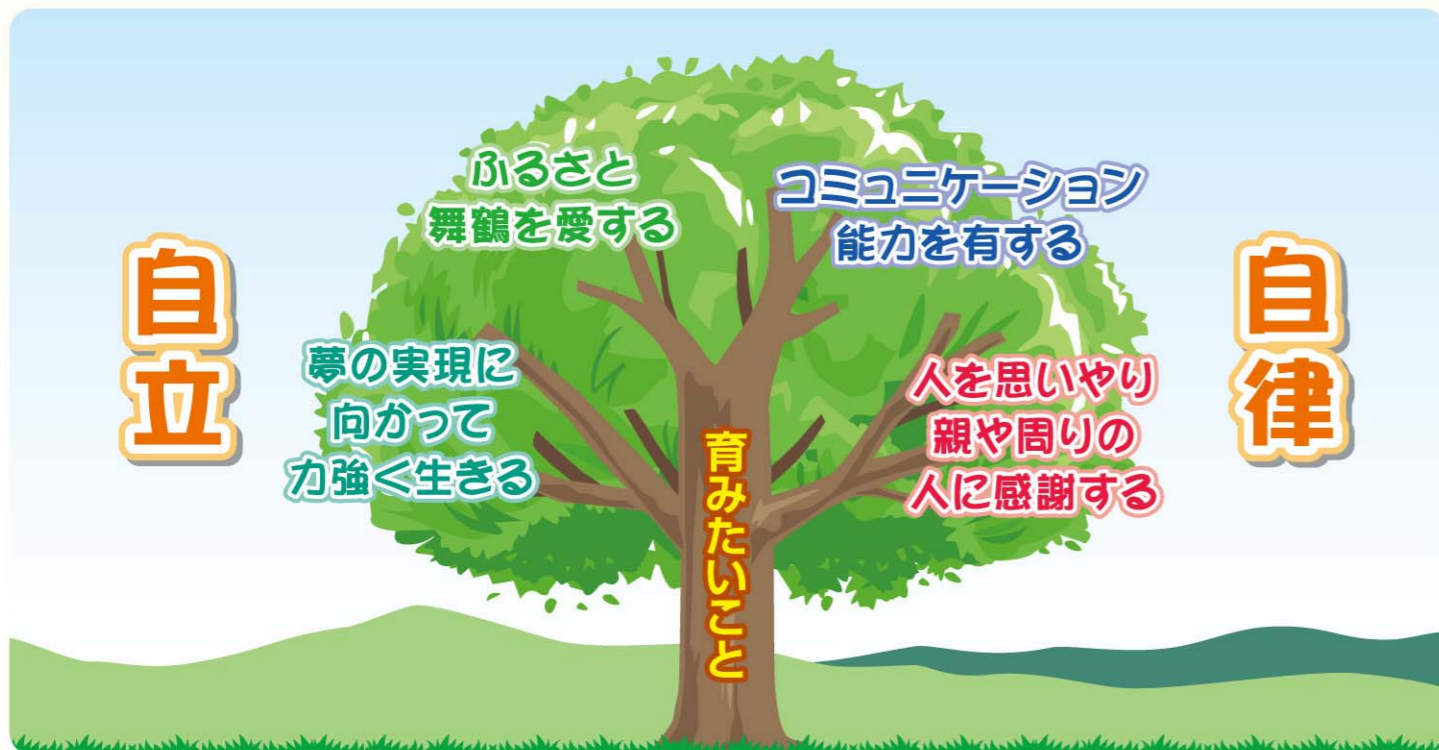 自立
ふるさと
舞鶴を愛する
コミュニケーション
能力を有する
夢の実現に
向かって
力強く生きる
人を思いやり
親や周りの
人に感謝する
自律
育みたいこと